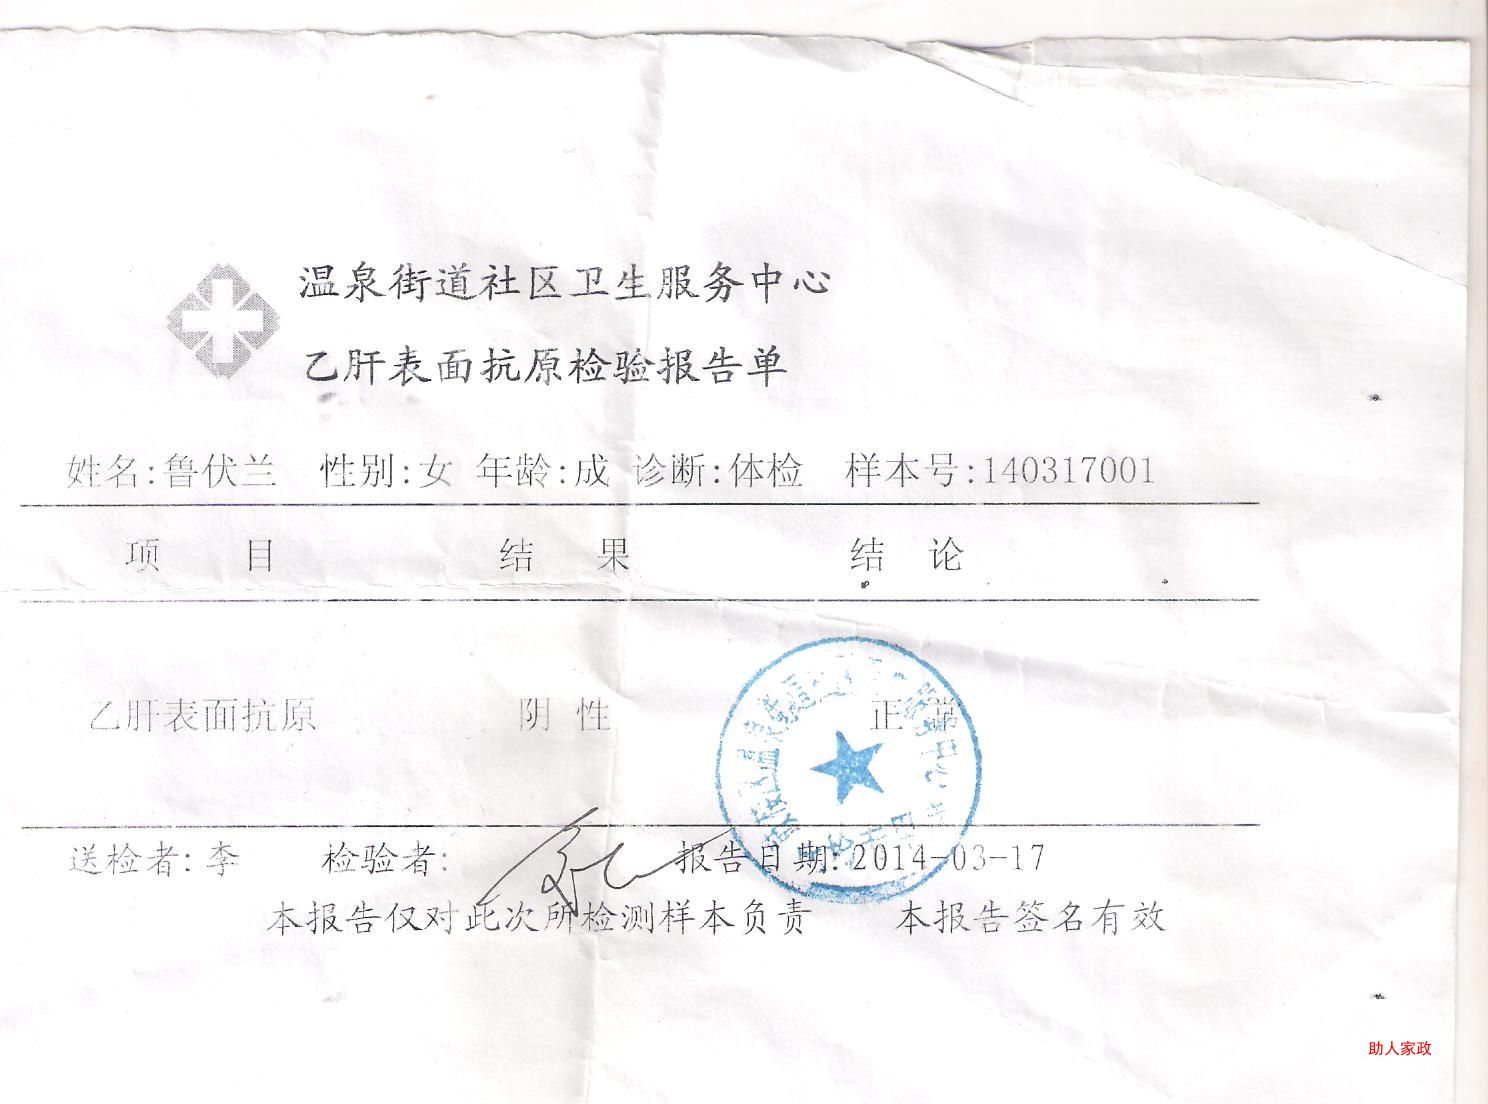 温泉街道社区卫生服务中心
乙肝表面抗原检验报告单
姓名:鲁伏兰 性别:女 年龄:成 诊断:体检 样本号:140317001
项 目 结 果 结 论
乙肝表面抗原 阴 性 正 常
送检者:李 检验者: 报告日期:2014-03-17
本报告仅对此次所检测样本负责 本报告签名有效
助人家政